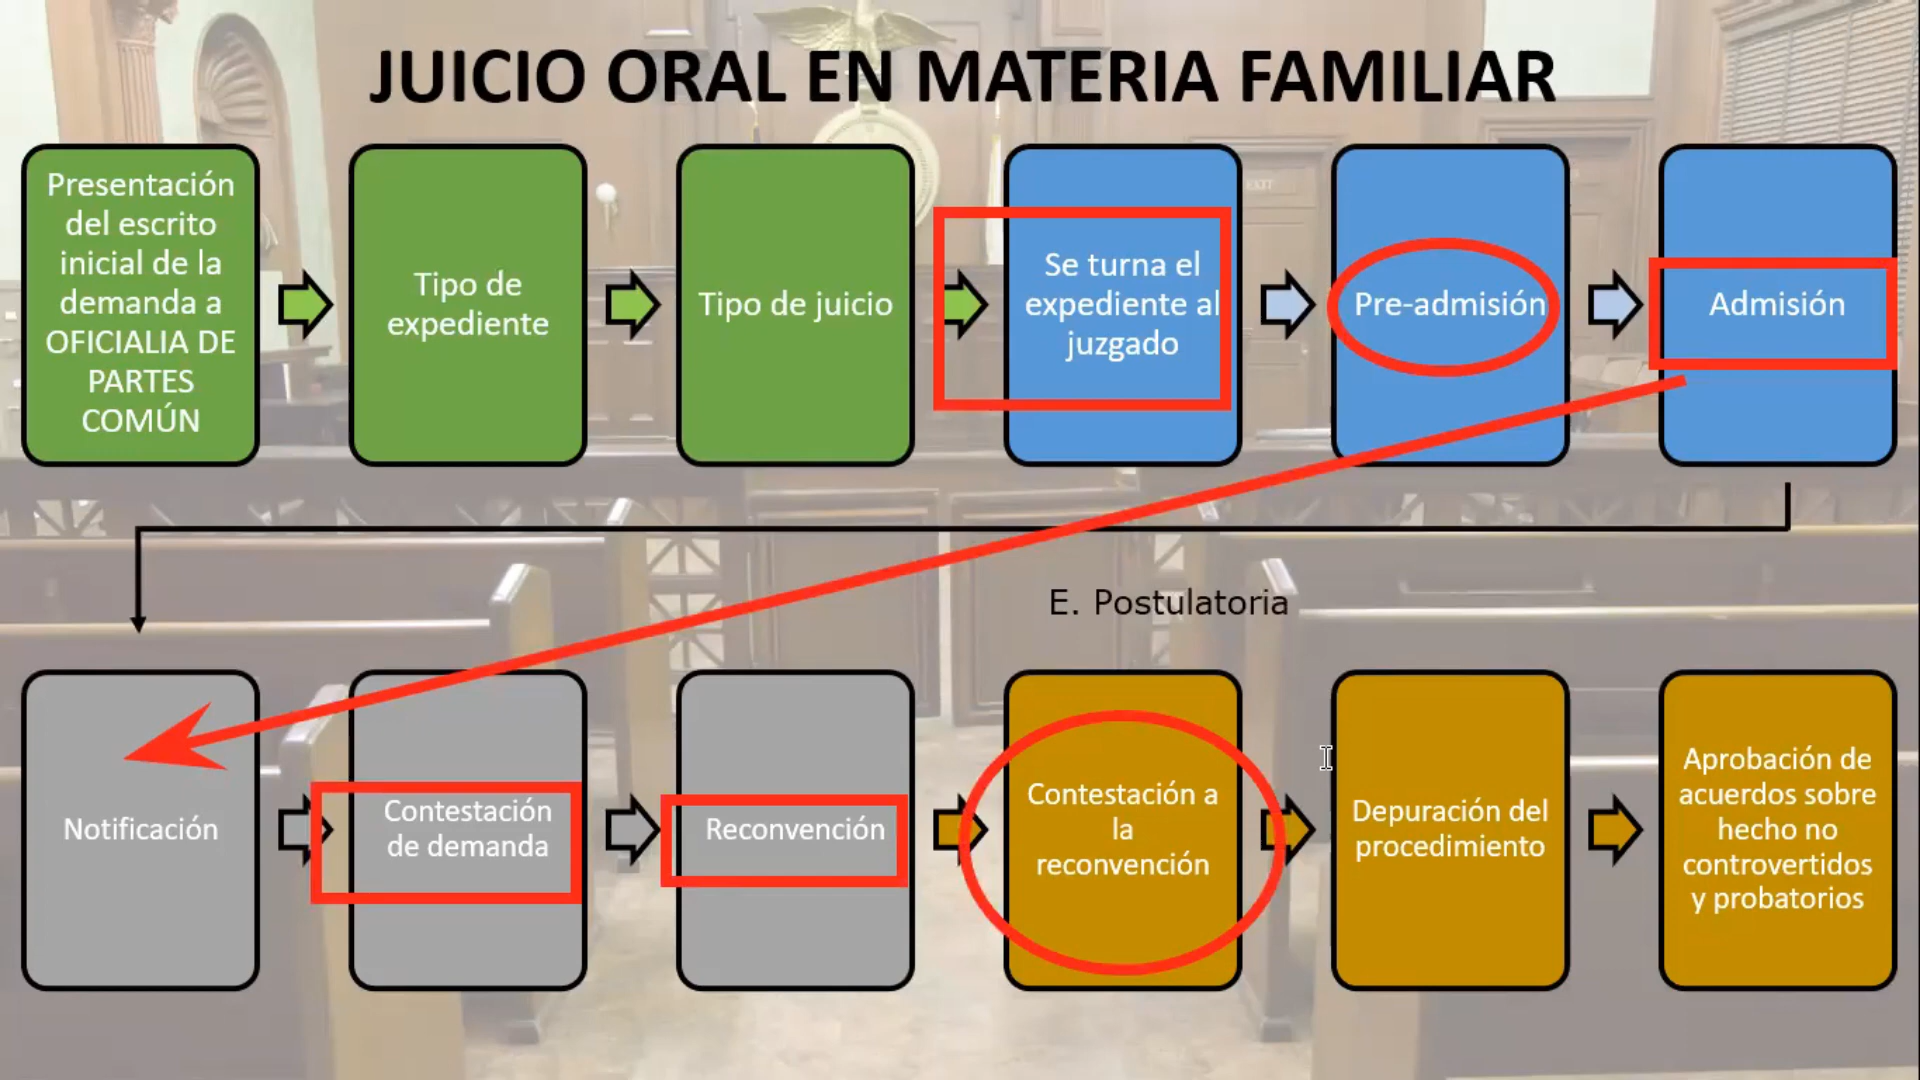 JUICIO ORAL EN MATERIA FAMILIAR
Presentación
del escrito
inicial de la
demanda a
OFICIALIA DE
PARTES
COMÚN
Tipo de
expediente
Tipo de juicio
Se turna el
expediente al
juzgado
Pre-admisión
Admisión
EXIT
E. Postulatoria
Notificación
Contestación
de demanda
Reconvención
Contestación a
la
reconvención
Depuración del
procedimiento
Aprobación de
acuerdos sobre
hecho no
controvertidos
y probatorios